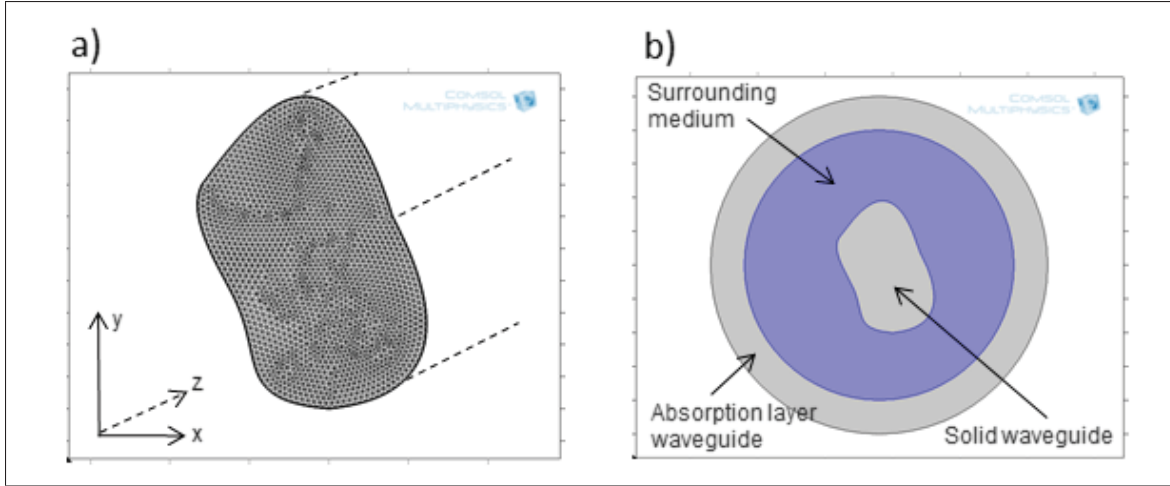 a)
COMSOL
MULTIPHYSICS
y
z
x
b)
COMSOL
MULTIPHYSICS
Surrounding
medium
Absorption layer
waveguide
Solid waveguide